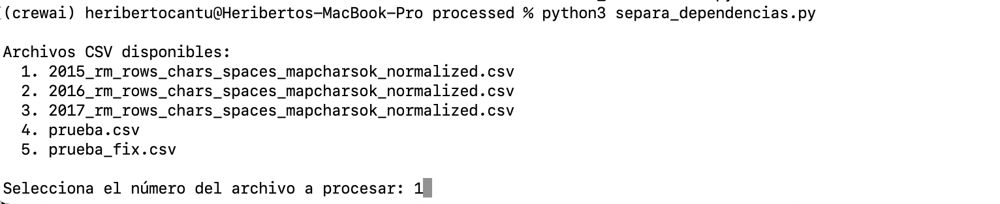 (crewai) heribertocantu@Heribertos-MacBook-Pro processed % python3 separa_dependencias.py
Archivos CSV disponibles:
1. 2015_rm_rows_chars_spaces_mapcharsok_normalized.csv
2. 2016_rm_rows_chars_spaces_mapcharsok_normalized.csv
3. 2017_rm_rows_chars_spaces_mapcharsok_normalized.csv
4. prueba.csv
5. prueba_fix.csv
Selecciona el número del archivo a procesar: 1